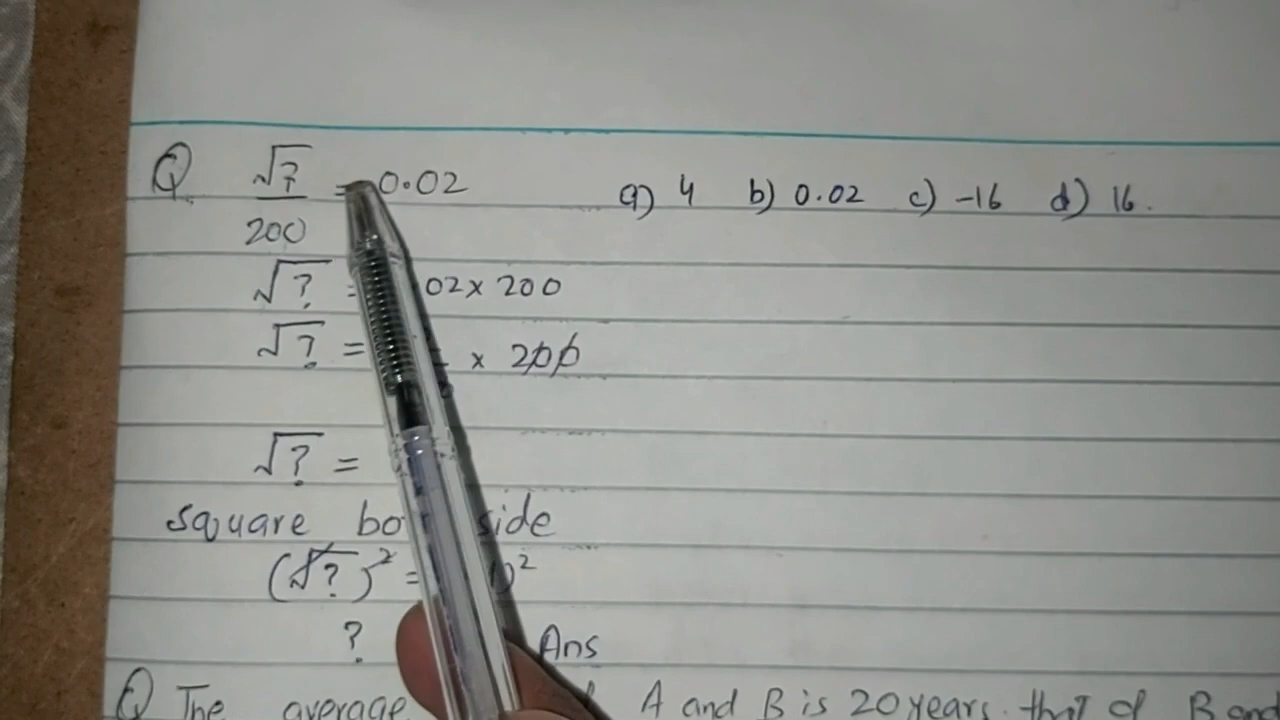 Q √? / 200 = 0.02 a) 4 b) 0.02 c) -16 d) 16.
√? = 02 x 200
√? = x 200
√? =
square side
(√?)² = )²
? Ans
Q The average A and B is 20 years. that of B and